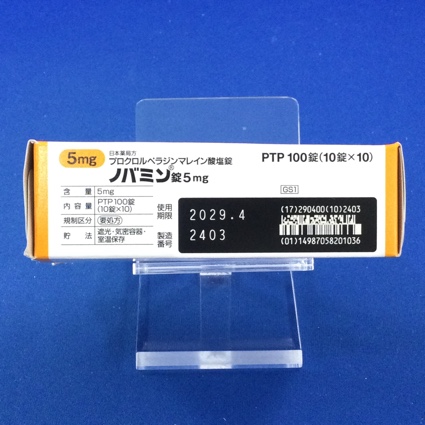 5mg
日本薬局方
プロクロルペラジンマレイン酸塩錠
ノバミン®錠5mg
PTP 100錠(10錠×10)
GS1
含量 5mg
内容量 PTP100錠
(10錠×10)
規制区分 要処方
貯法 遮光・気密容器・
室温保存
使用
期限 2029.4
製造
番号 2403
(17)290400(10)2403
(01)14987058201036